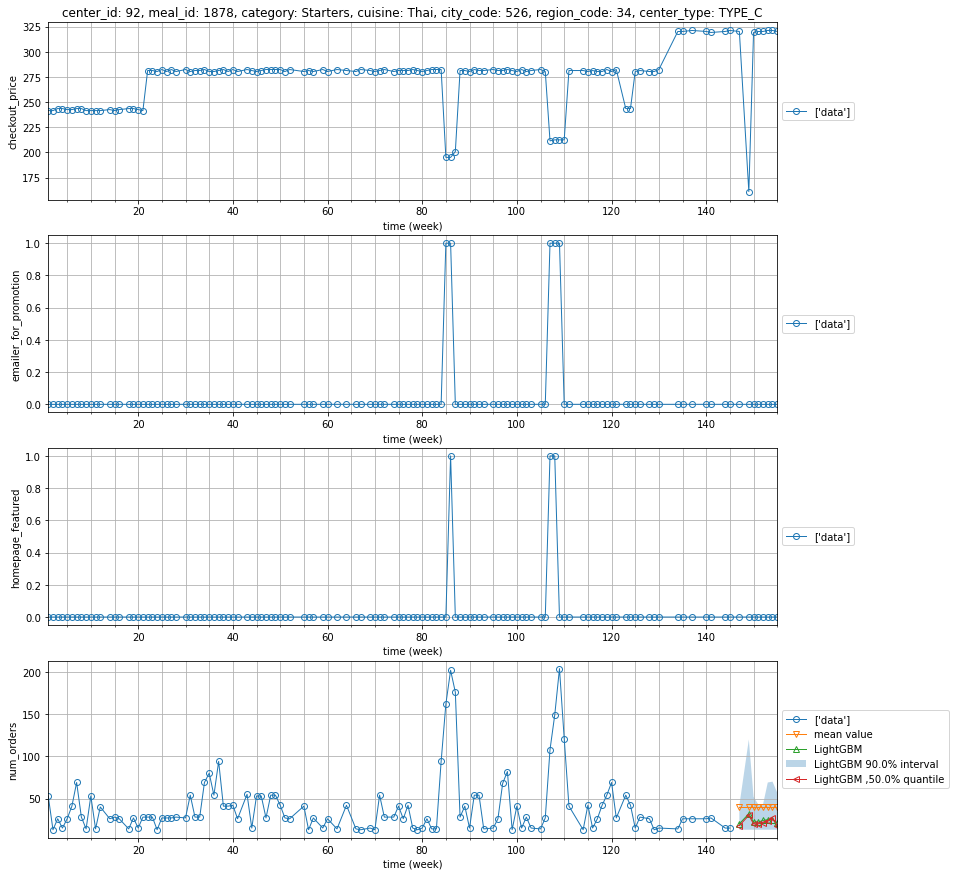 center_id: 92, meal_id: 1878, category: Starters, cuisine: Thai, city_code: 526, region_code: 34, center_type: TYPE_C
325
300
275
250
225
200
175
checkout_price
20 40 60 80 100 120 140
time (week)
['data']
1.0
0.8
0.6
0.4
0.2
0.0
emailer_for_promotion
20 40 60 80 100 120 140
time (week)
['data']
1.0
0.8
0.6
0.4
0.2
0.0
homepage_featured
20 40 60 80 100 120 140
time (week)
['data']
200
150
100
50
num_orders
20 40 60 80 100 120 140
time (week)
['data']
mean value
LightGBM
LightGBM 90.0% interval
LightGBM ,50.0% quantile